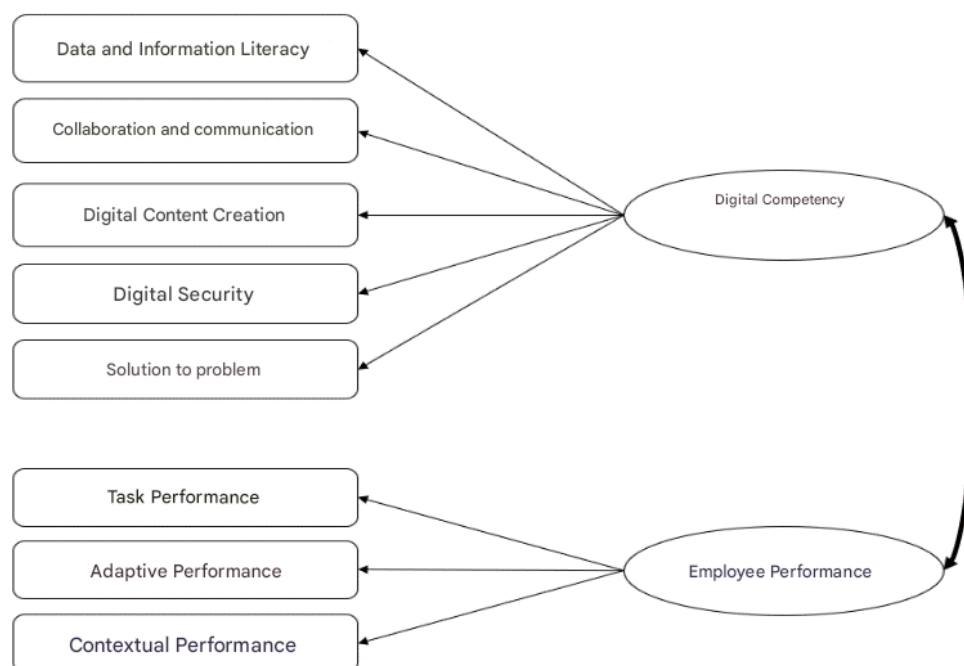 Data and Information Literacy
Collaboration and communication
Digital Content Creation
Digital Security
Solution to problem
Digital Competency
Task Performance
Adaptive Performance
Contextual Performance
Employee Performance